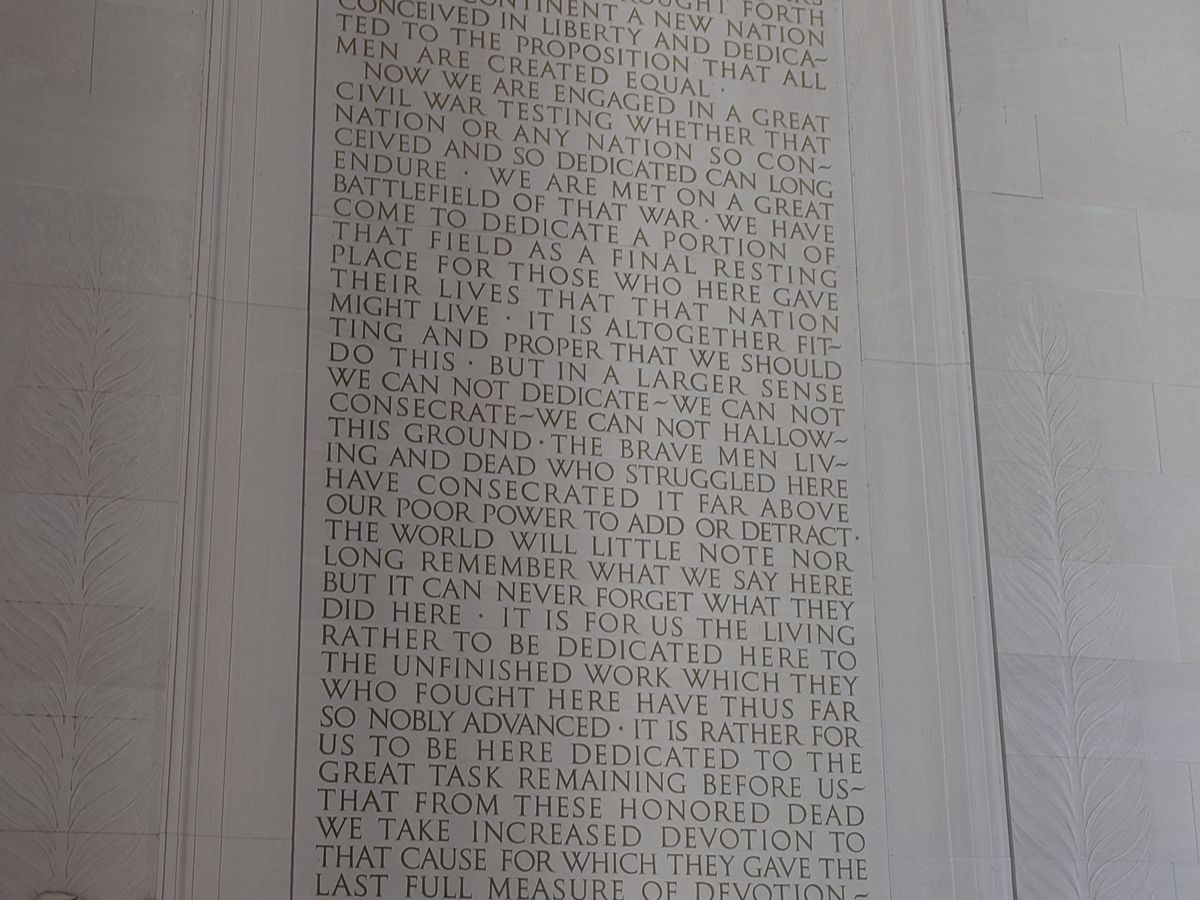 ROUGHT FORTH
CONTINENT A NEW NATION
CONCEIVED IN LIBERTY AND DEDICA~
TED TO THE PROPOSITION THAT ALL
MEN ARE CREATED EQUAL ·
NOW WE ARE ENGAGED IN A GREAT
CIVIL WAR TESTING WHETHER THAT
NATION OR ANY NATION SO CON~
CEIVED AND SO DEDICATED CAN LONG
ENDURE · WE ARE MET ON A GREAT
BATTLEFIELD OF THAT WAR · WE HAVE
COME TO DEDICATE A PORTION OF
THAT FIELD AS A FINAL RESTING
PLACE FOR THOSE WHO HERE GAVE
THEIR LIVES THAT THAT NATION
MIGHT LIVE · IT IS ALTOGETHER FIT~
TING AND PROPER THAT WE SHOULD
DO THIS · BUT IN A LARGER SENSE
WE CAN NOT DEDICATE~WE CAN NOT
CONSECRATE~WE CAN NOT HALLOW~
THIS GROUND · THE BRAVE MEN LIV~
ING AND DEAD WHO STRUGGLED HERE
HAVE CONSECRATED IT FAR ABOVE
OUR POOR POWER TO ADD OR DETRACT·
THE WORLD WILL LITTLE NOTE NOR
LONG REMEMBER WHAT WE SAY HERE
BUT IT CAN NEVER FORGET WHAT THEY
DID HERE · IT IS FOR US THE LIVING
RATHER TO BE DEDICATED HERE TO
THE UNFINISHED WORK WHICH THEY
WHO FOUGHT HERE HAVE THUS FAR
SO NOBLY ADVANCED · IT IS RATHER FOR
US TO BE HERE DEDICATED TO THE
GREAT TASK REMAINING BEFORE US~
THAT FROM THESE HONORED DEAD
WE TAKE INCREASED DEVOTION TO
THAT CAUSE FOR WHICH THEY GAVE THE
LAST FULL MEASURE OF DEVOTION~